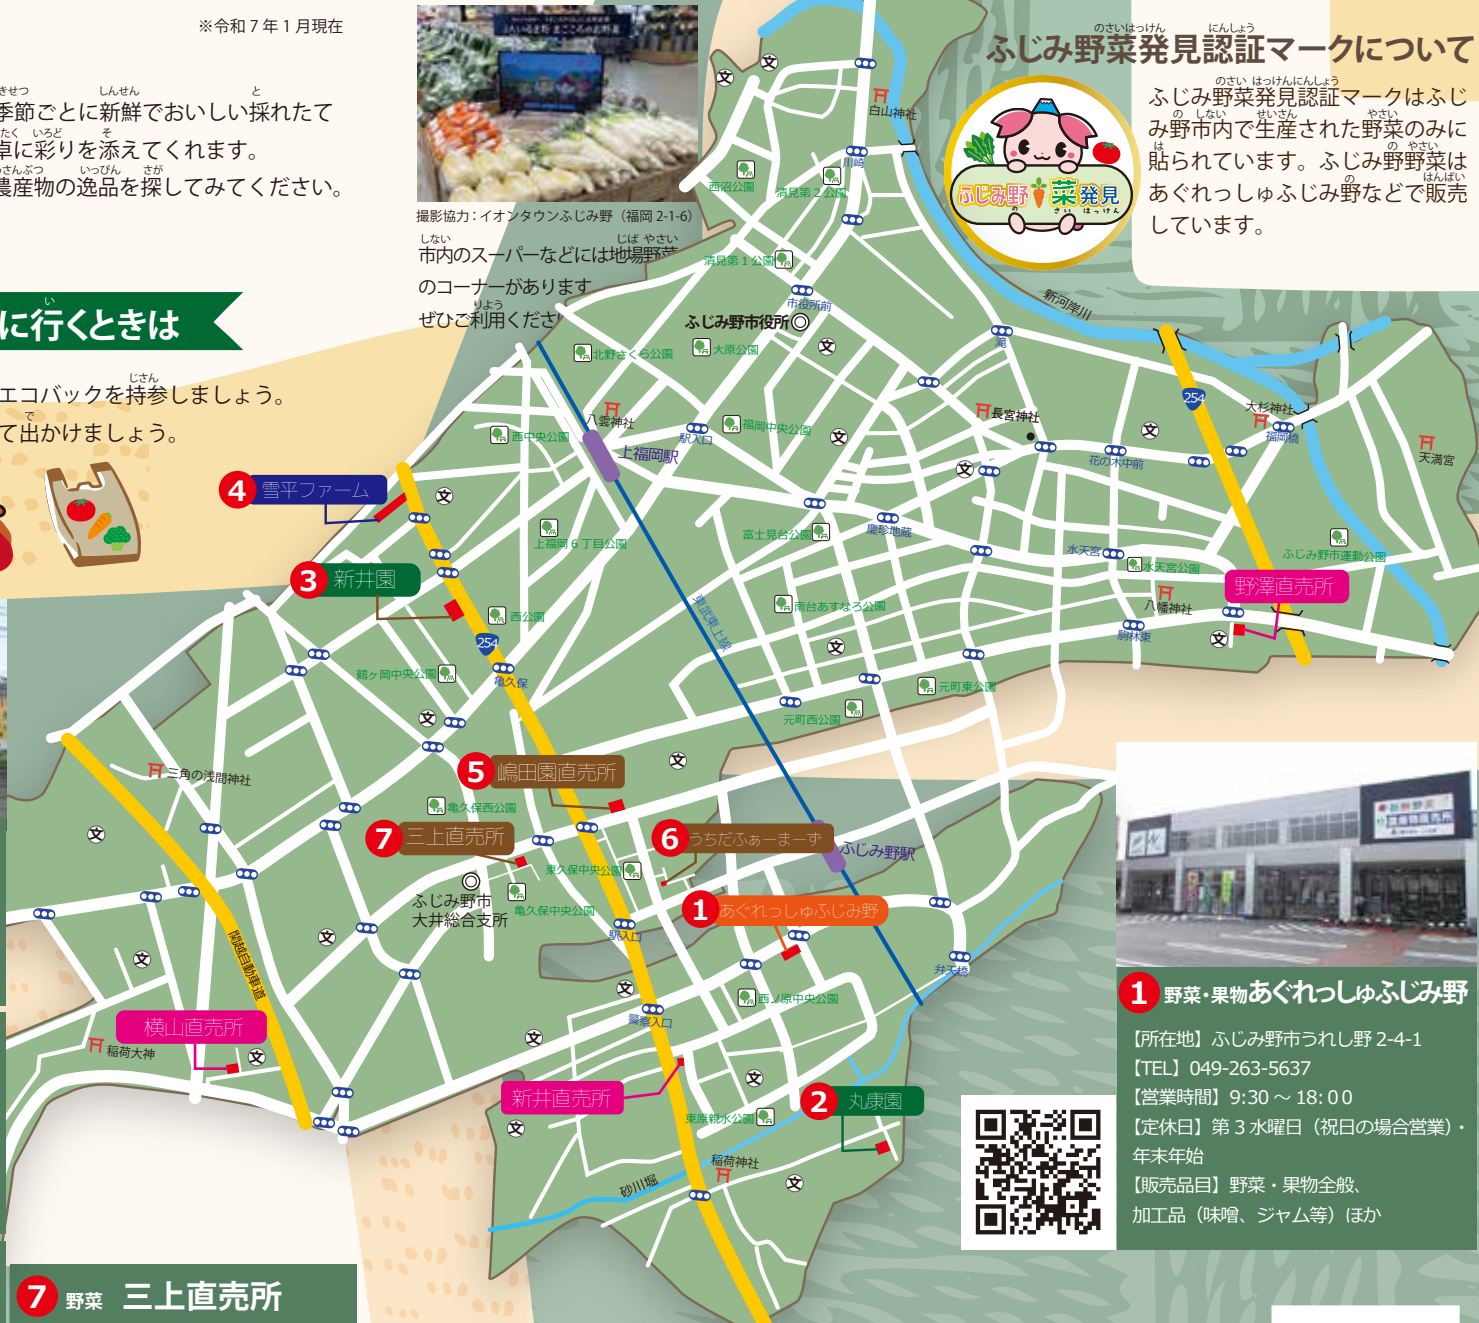 ※令和7年1月現在
季節ごとに新鮮でおいしい採れたて
卓に彩りを添えてくれます。
農産物の逸品を探してみてください。
に行くときは
エコバックを持参しましょう。
て出かけましょう。
撮影協力：イオンタウンふじみ野（福岡 2-1-6）
市内のスーパーなどには地場野菜
のコーナーがあります
ぜひご利用くださ
ふじみ野菜発見認証マークについて
ふじみ野菜発見
ふじみ野菜発見認証マークはふじ
み野市内で生産された野菜のみに
貼られています。ふじみ野野菜は
あぐれっしゅふじみ野などで販売
しています。
白山神社
川崎
西沼公園
清見第2公園
清見第1公園
市役所前
ふじみ野市役所
新河岸川
滝
北野さくら公園
大原公園
八雲神社
西中央公園
上福岡駅
駅入口
福岡中央公園
長宮神社
254
大杉神社
福岡橋
天満宮
花の木中前
4 雪平ファーム
上福岡6丁目公園
富士見台公園
慶珍地蔵
水天宮
水天宮公園
ふじみ野市運動公園
3 新井園
西公園
東武東上線
南台あすなろ公園
八幡神社
駒林東
野澤直売所
254
鶴ヶ岡中央公園
亀久保
元町東公園
元町西公園
三角の浅間神社
5 嶋田園直売所
亀久保西公園
7 三上直売所
6 うちだふぁーまーず
ふじみ野駅
東久保中央公園
ふじみ野市
大井総合支所
亀久保中央公園
1 あぐれっしゅふじみ野
駅入口
関越自動車道
弁天橋
西ノ原中央公園
警察入口
横山直売所
稲荷大神
新井直売所
2 丸康園
東原親水公園
稲荷神社
砂川堀
1 野菜・果物あぐれっしゅふじみ野
【所在地】ふじみ野市うれし野 2-4-1
【TEL】049-263-5637
【営業時間】9:30 ～ 18:00
【定休日】第3水曜日（祝日の場合営業）・
年末年始
【販売品目】野菜・果物全般、
加工品（味噌、ジャム等）ほか
7 野菜 三上直売所